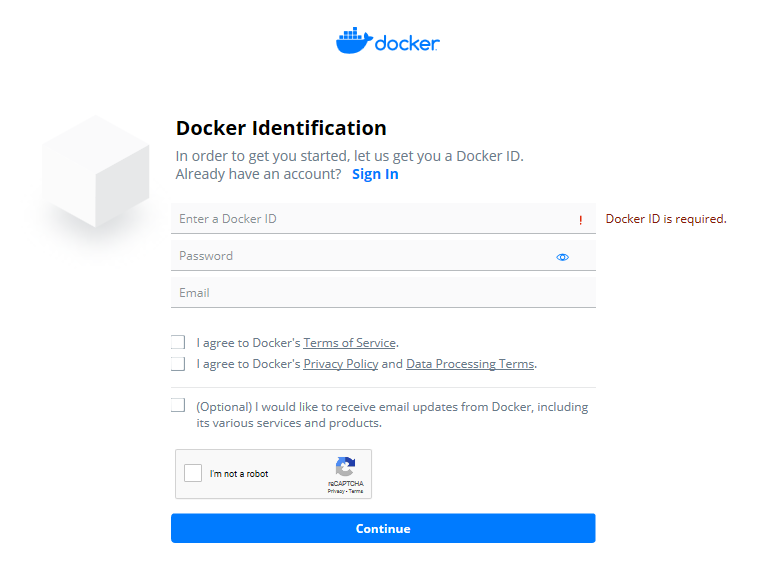 docker
Docker Identification
In order to get you started, let us get you a Docker ID.
Already have an account? Sign In
Enter a Docker ID ! Docker ID is required.
Password
Email
I agree to Docker's Terms of Service.
I agree to Docker's Privacy Policy and Data Processing Terms.
(Optional) I would like to receive email updates from Docker, including
its various services and products.
I'm not a robot
reCAPTCHA
Privacy • Terms
Continue